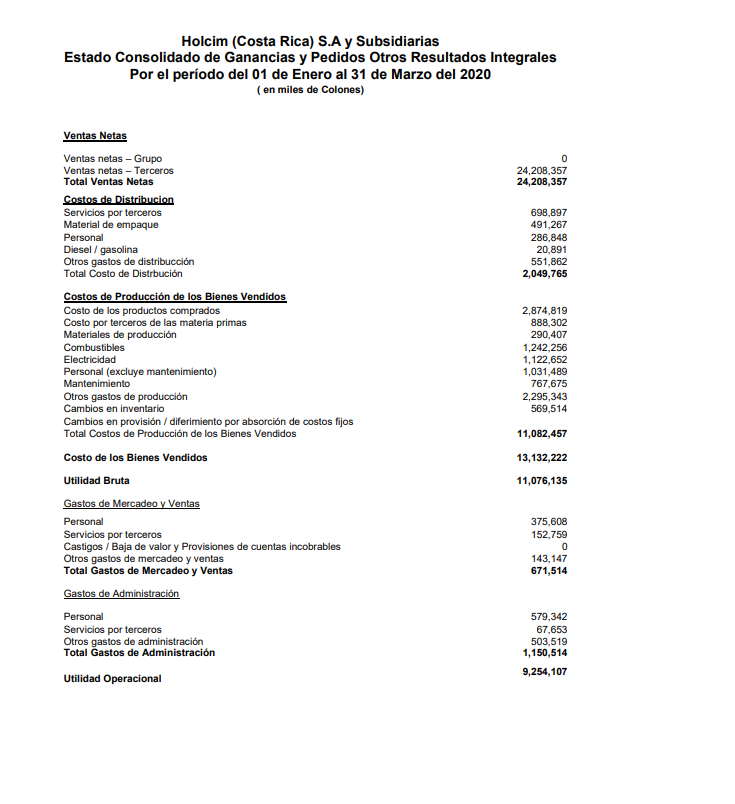 Holcim (Costa Rica) S.A y Subsidiarias
Estado Consolidado de Ganancias y Pedidos Otros Resultados Integrales
Por el período del 01 de Enero al 31 de Marzo del 2020
( en miles de Colones)
Ventas Netas
Ventas netas – Grupo 0
Ventas netas – Terceros 24,208,357
Total Ventas Netas 24,208,357
Costos de Distribucion
Servicios por terceros 698,897
Material de empaque 491,267
Personal 286,848
Diesel / gasolina 20,891
Otros gastos de distribucción 551,862
Total Costo de Distrbución 2,049,765
Costos de Producción de los Bienes Vendidos
Costo de los productos comprados 2,874,819
Costo por terceros de las materia primas 888,302
Materiales de producción 290,407
Combustibles 1,242,256
Electricidad 1,122,652
Personal (excluye mantenimiento) 1,031,489
Mantenimiento 767,675
Otros gastos de producción 2,295,343
Cambios en inventario 569,514
Cambios en provisión / diferimiento por absorción de costos fijos
Total Costos de Producción de los Bienes Vendidos 11,082,457
Costo de los Bienes Vendidos 13,132,222
Utilidad Bruta 11,076,135
Gastos de Mercadeo y Ventas
Personal 375,608
Servicios por terceros 152,759
Castigos / Baja de valor y Provisiones de cuentas incobrables 0
Otros gastos de mercadeo y ventas 143,147
Total Gastos de Mercadeo y Ventas 671,514
Gastos de Administración
Personal 579,342
Servicios por terceros 67,653
Otros gastos de administración 503,519
Total Gastos de Administración 1,150,514
Utilidad Operacional 9,254,107